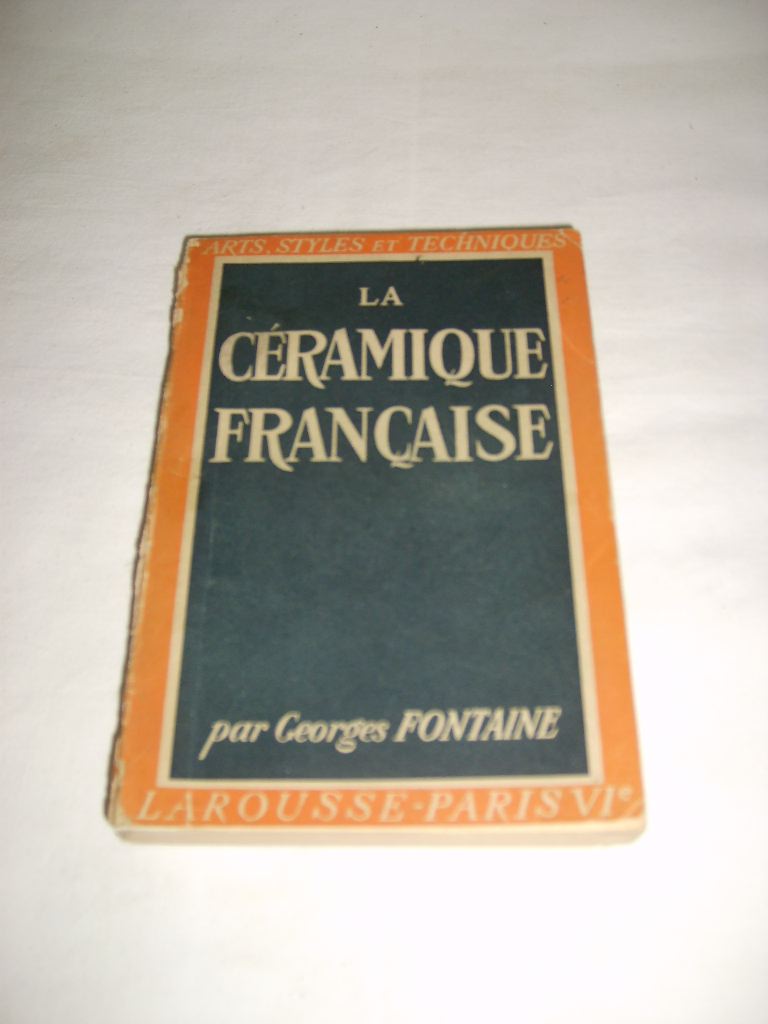 ARTS, STYLES ET TECHNIQUES
LA
CÉRAMIQUE
FRANÇAISE
par Georges FONTAINE
LAROUSSE-PARIS VIe